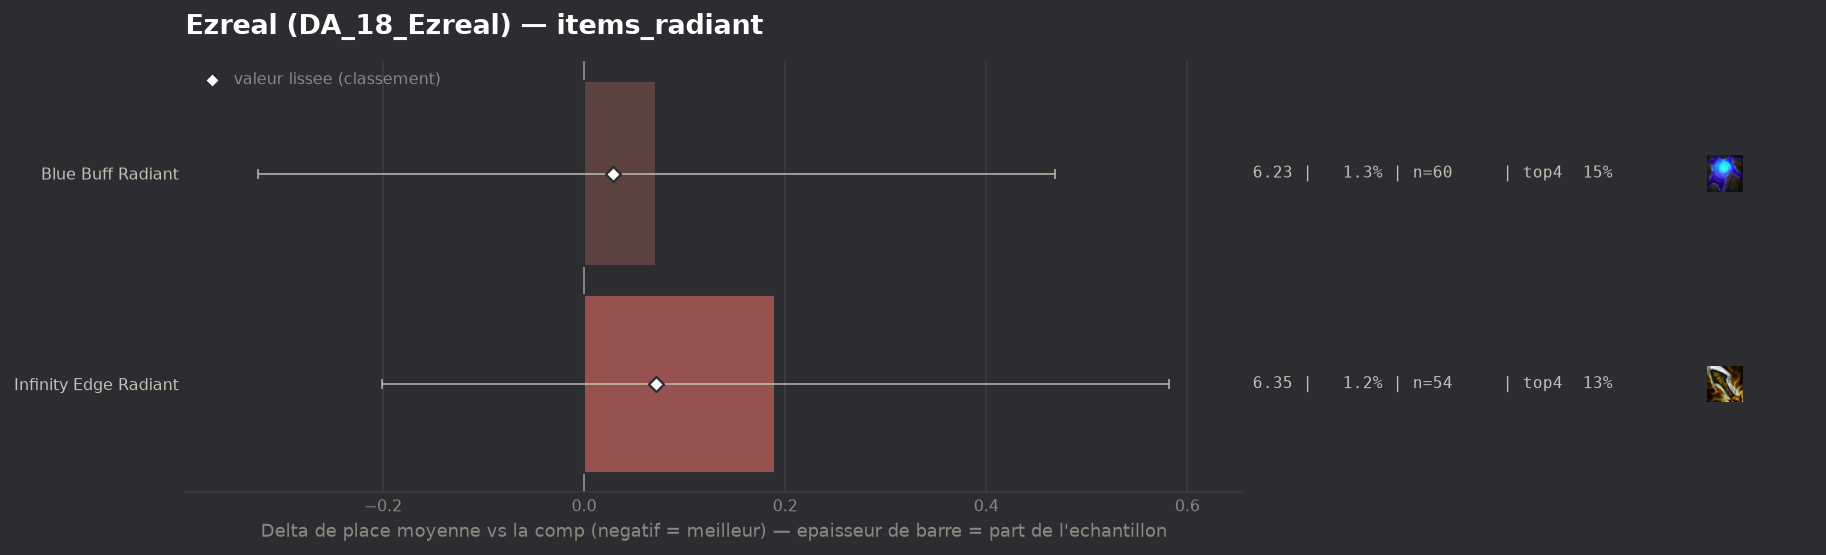 Ezreal (DA_18_Ezreal) — items_radiant
valeur lissee (classement)
Blue Buff Radiant
6.23 | 1.3% | n=60 | top4 15%
Infinity Edge Radiant
6.35 | 1.2% | n=54 | top4 13%
−0.2 0.0 0.2 0.4 0.6
Delta de place moyenne vs la comp (negatif = meilleur) — epaisseur de barre = part de l'echantillon